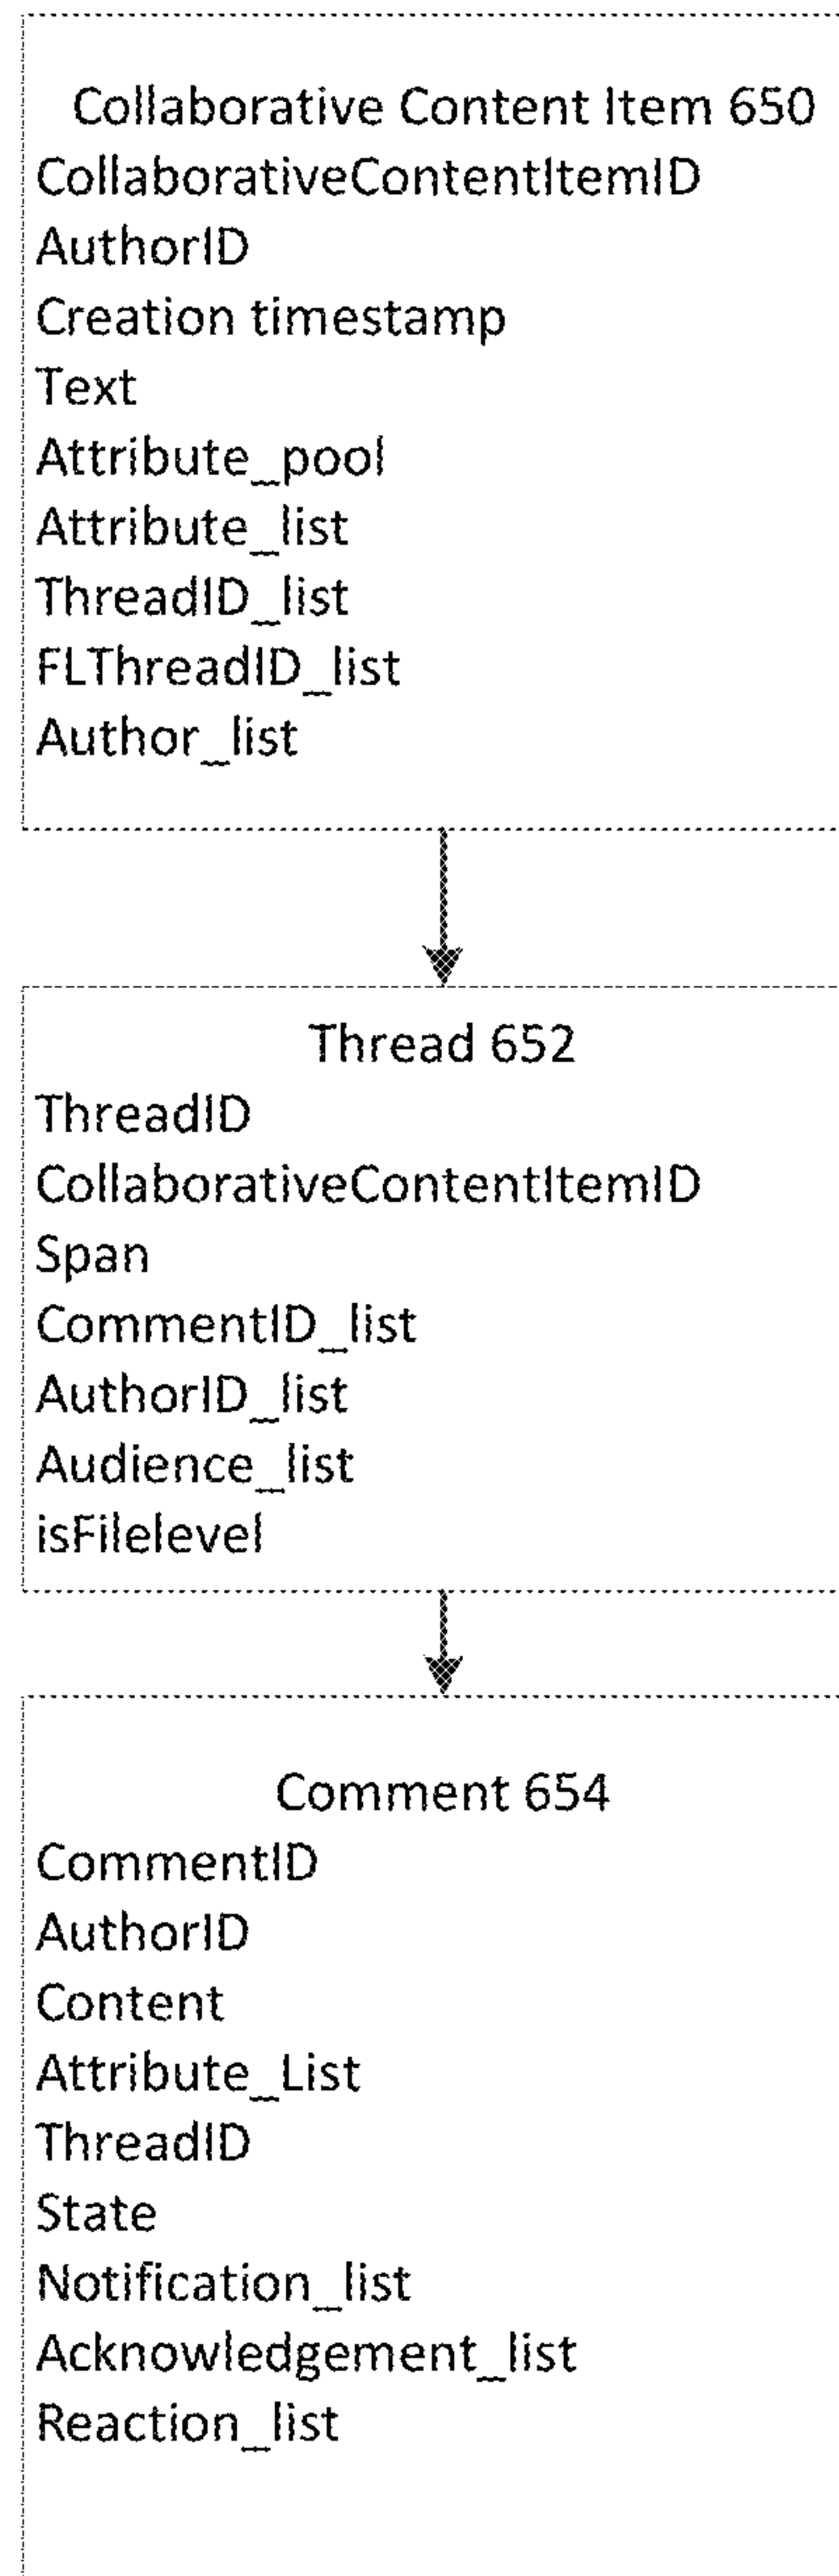 Collaborative Content Item 650
CollaborativeContentItemID
AuthorID
Creation timestamp
Text
Attribute_pool
Attribute_list
ThreadID_list
FLThreadID_list
Author_list
Thread 652
ThreadID
CollaborativeContentItemID
Span
CommentID_list
AuthorID_list
Audience_list
isFilelevel
Comment 654
CommentID
AuthorID
Content
Attribute_List
ThreadID
State
Notification_list
Acknowledgement_list
Reaction_list